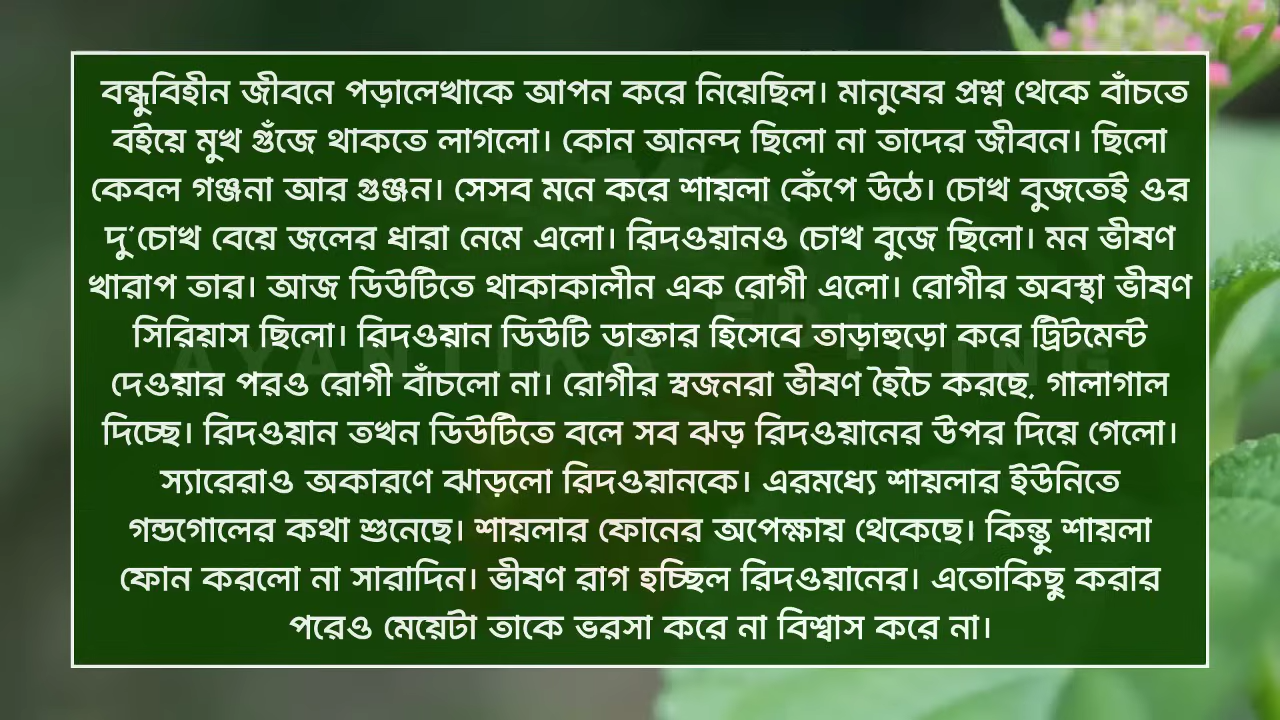 বন্ধুবিহীন জীবনে পড়ালেখাকে আপন করে নিয়েছিল। মানুষের প্রশ্ন থেকে বাঁচতে
বইয়ে মুখ গুঁজে থাকতে লাগলো। কোন আনন্দ ছিলো না তাদের জীবনে। ছিলো
কেবল গঞ্জনা আর গুঞ্জন। সেসব মনে করে শায়লা কেঁপে উঠে। চোখ বুজতেই ওর
দু'চোখ বেয়ে জলের ধারা নেমে এলো। রিদওয়ানও চোখ বুজে ছিলো। মন ভীষণ
খারাপ তার। আজ ডিউটিতে থাকাকালীন এক রোগী এলো। রোগীর অবস্থা ভীষণ
সিরিয়াস ছিলো। রিদওয়ান ডিউটি ডাক্তার হিসেবে তাড়াহুড়ো করে ট্রিটমেন্ট
দেওয়ার পরও রোগী বাঁচলো না। রোগীর স্বজনরা ভীষণ হৈচৈ করছে, গালাগাল
দিচ্ছে। রিদওয়ান তখন ডিউটিতে বলে সব ঝড় রিদওয়ানের উপর দিয়ে গেলো।
স্যারেরাও অকারণে ঝাড়লো রিদওয়ানকে। এরমধ্যে শায়লার ইউনিতে
গন্ডগোলের কথা শুনেছে। শায়লার ফোনের অপেক্ষায় থেকেছে। কিন্তু শায়লা
ফোন করলো না সারাদিন। ভীষণ রাগ হচ্ছিল রিদওয়ানের। এতোকিছু করার
পরেও মেয়েটা তাকে ভরসা করে না বিশ্বাস করে না।